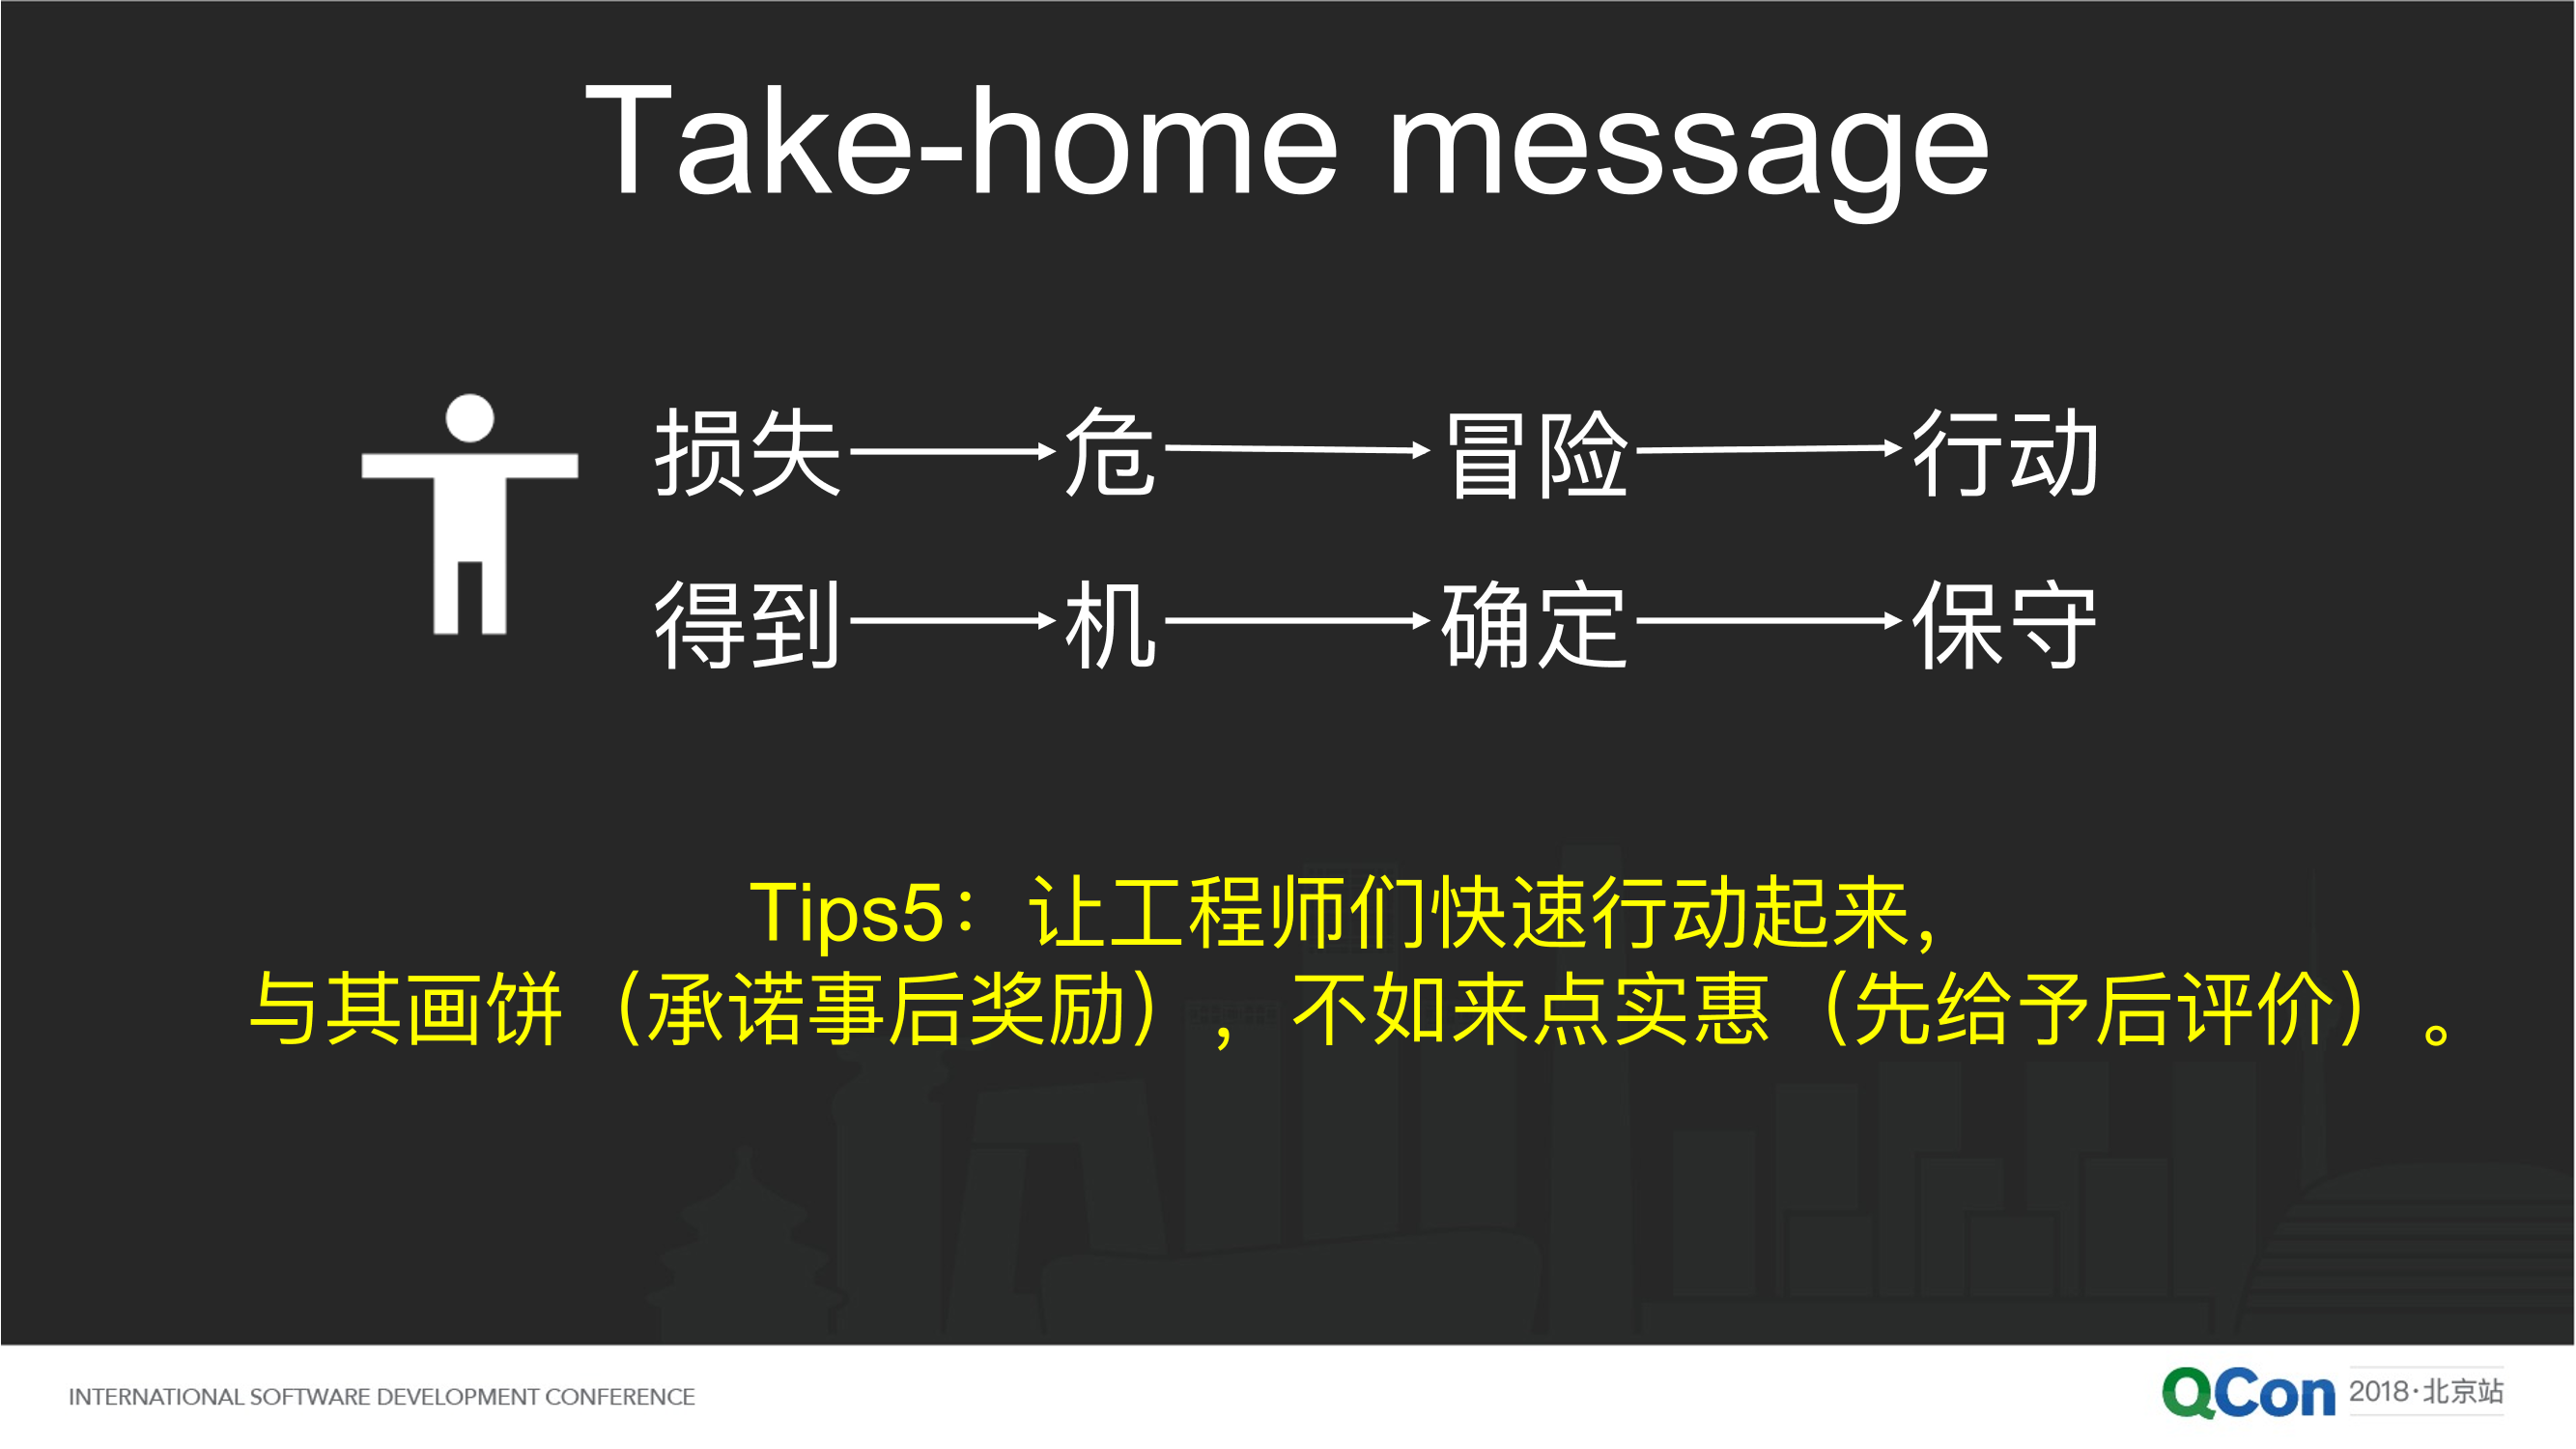 Take-home message
损失 危 冒险 行动
得到 机 确定 保守
Tips5：让工程师们快速行动起来，
与其画饼（承诺事后奖励），不如来点实惠（先给予后评价）。
INTERNATIONAL SOFTWARE DEVELOPMENT CONFERENCE
QCon 2018·北京站